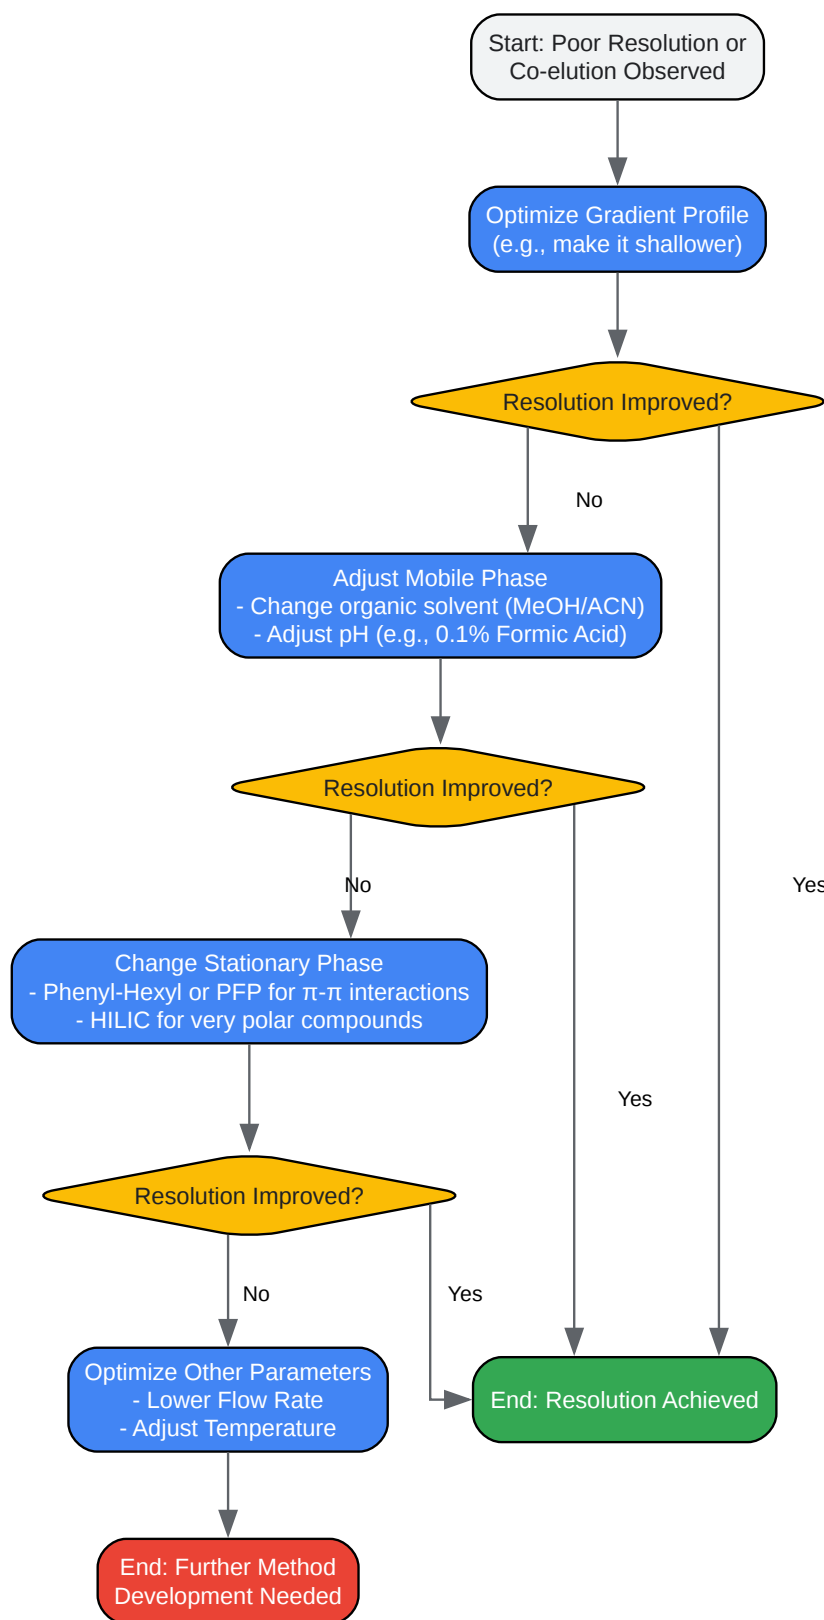 Start: Poor Resolution or
Co-elution Observed
Optimize Gradient Profile
(e.g., make it shallower)
Resolution Improved?
No
Adjust Mobile Phase
- Change organic solvent (MeOH/ACN)
- Adjust pH (e.g., 0.1% Formic Acid)
Resolution Improved?
No
Yes
Change Stationary Phase
- Phenyl-Hexyl or PFP for π-π interactions
- HILIC for very polar compounds
Yes
Resolution Improved?
No
Yes
Optimize Other Parameters
- Lower Flow Rate
- Adjust Temperature
End: Resolution Achieved
End: Further Method
Development Needed